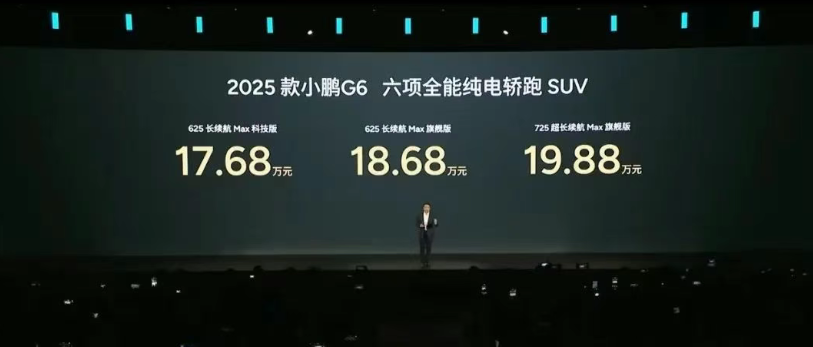 2025 款小鹏G6 六项全能纯电轿跑 SUV
625 长续航 Max 科技版
17.68万元
625 长续航 Max 旗舰版
18.68万元
725 超长续航 Max 旗舰版
19.88万元